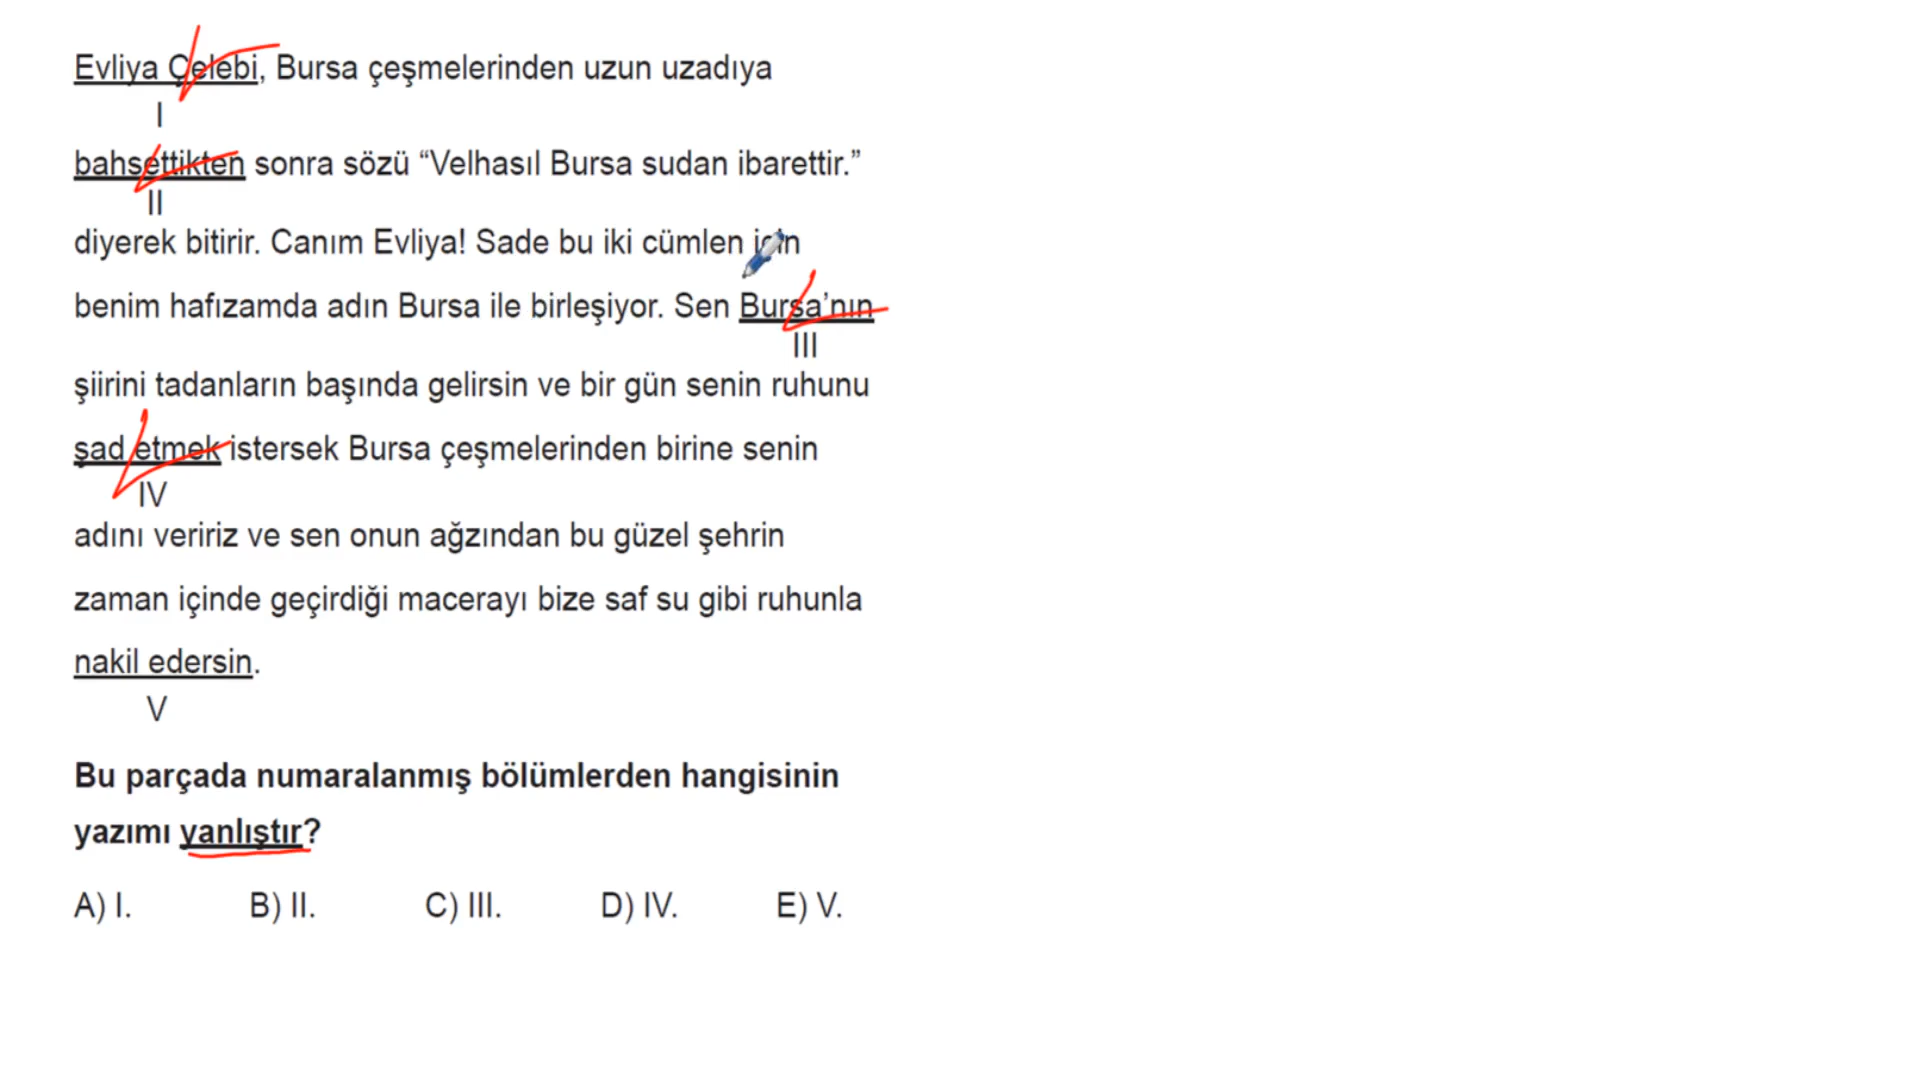 Evliya Çelebi, Bursa çeşmelerinden uzun uzadıya
I
bahsettikten sonra sözü “Velhasıl Bursa sudan ibarettir.”
II
diyerek bitirir. Canım Evliya! Sade bu iki cümlen için
benim hafızamda adın Bursa ile birleşiyor. Sen Bursa’nın
III
şiirini tadanların başında gelirsin ve bir gün senin ruhunu
şad etmek istersek Bursa çeşmelerinden birine senin
IV
adını veririz ve sen onun ağzından bu güzel şehrin
zaman içinde geçirdiği macerayı bize saf su gibi ruhunla
nakil edersin.
V
Bu parçada numaralanmış bölümlerden hangisinin
yazımı yanlıştır?
A) I. B) II. C) III. D) IV. E) V.